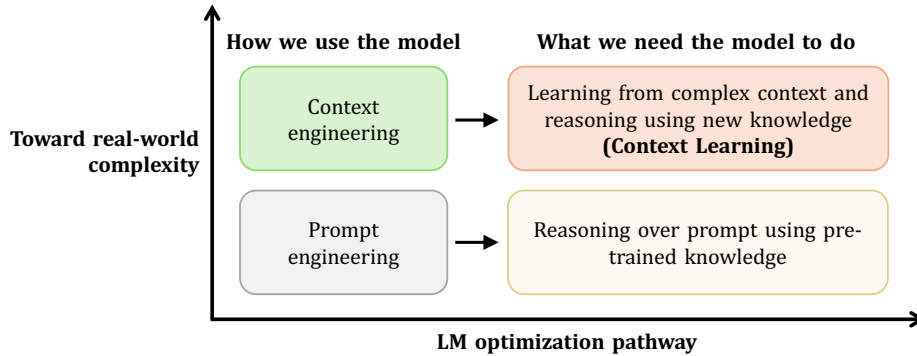 How we use the model
What we need the model to do
Context
engineering
Learning from complex context and
reasoning using new knowledge
(Context Learning)
Toward real-world
complexity
Prompt
engineering
Reasoning over prompt using pre-
trained knowledge
LM optimization pathway